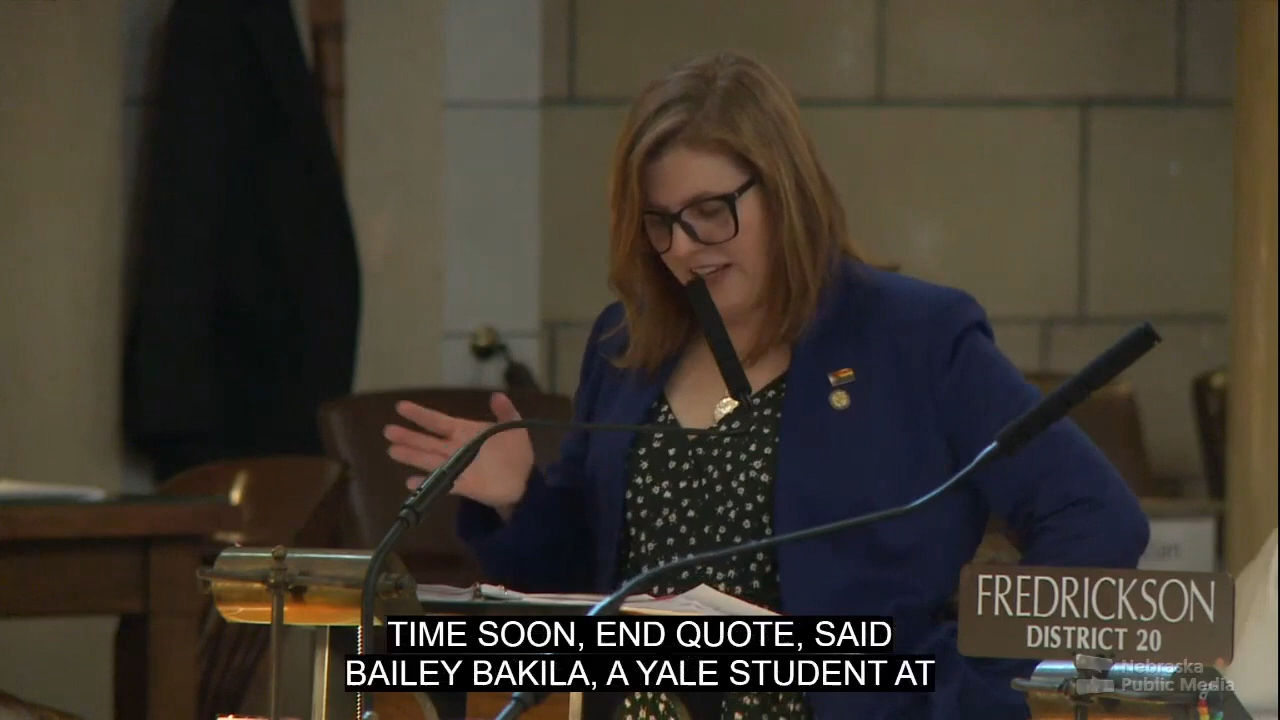 FREDRICKSON
DISTRICT 20
TIME SOON, END QUOTE, SAID
BAILEY BAKILA, A YALE STUDENT AT
Nebraska
Public Media